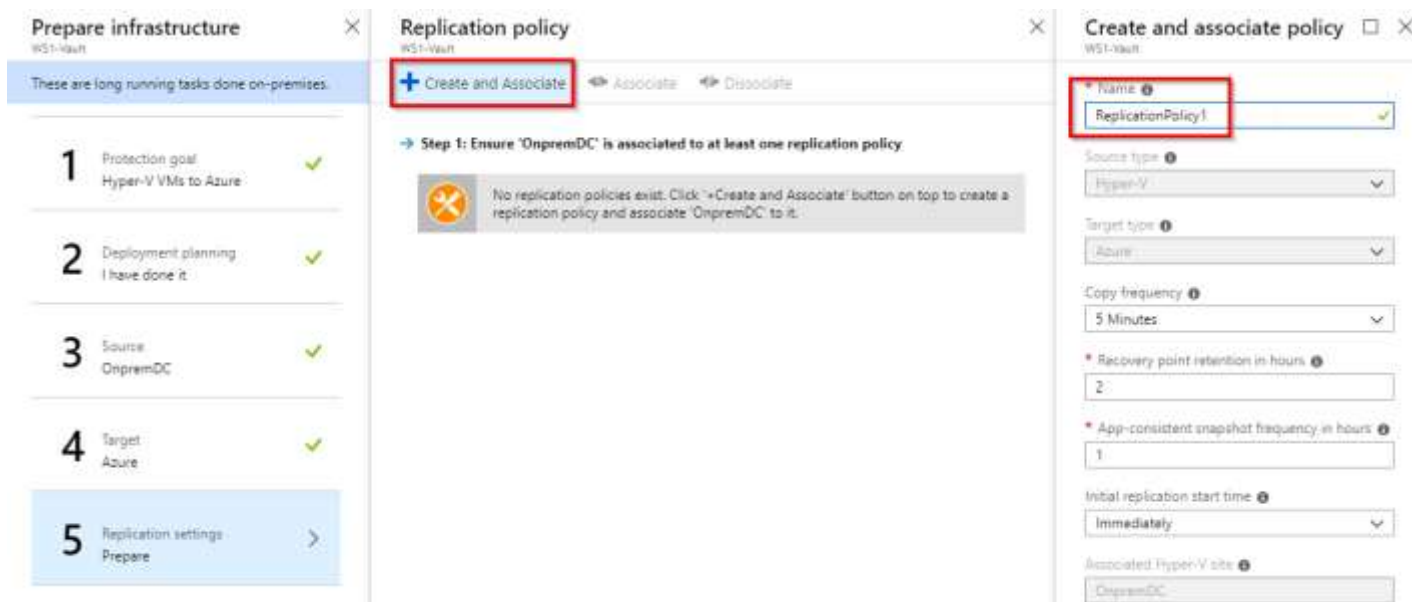 Prepare infrastructure
WS1-Vault
These are long running tasks done on-premises.
1
Protection goal
Hyper-V VMs to Azure
2
Deployment planning
I have done it
3
Source
OnpremDC
4
Target
Azure
5
Replication settings
Prepare
Replication policy
WS1-Vault
Create and Associate
Associate
Dissociate
Step 1: Ensure 'OnpremDC' is associated to at least one replication policy
No replication policies exist. Click '+Create and Associate' button on top to create a
replication policy and associate 'OnpremDC' to it.
Create and associate policy
WS1-Vault
* Name
ReplicationPolicy1
Source type
Hyper-V
Target type
Azure
Copy frequency
5 Minutes
* Recovery point retention in hours
2
* App-consistent snapshot frequency in hours
1
Initial replication start time
Immediately
Associated Hyper-V site
OnpremDC